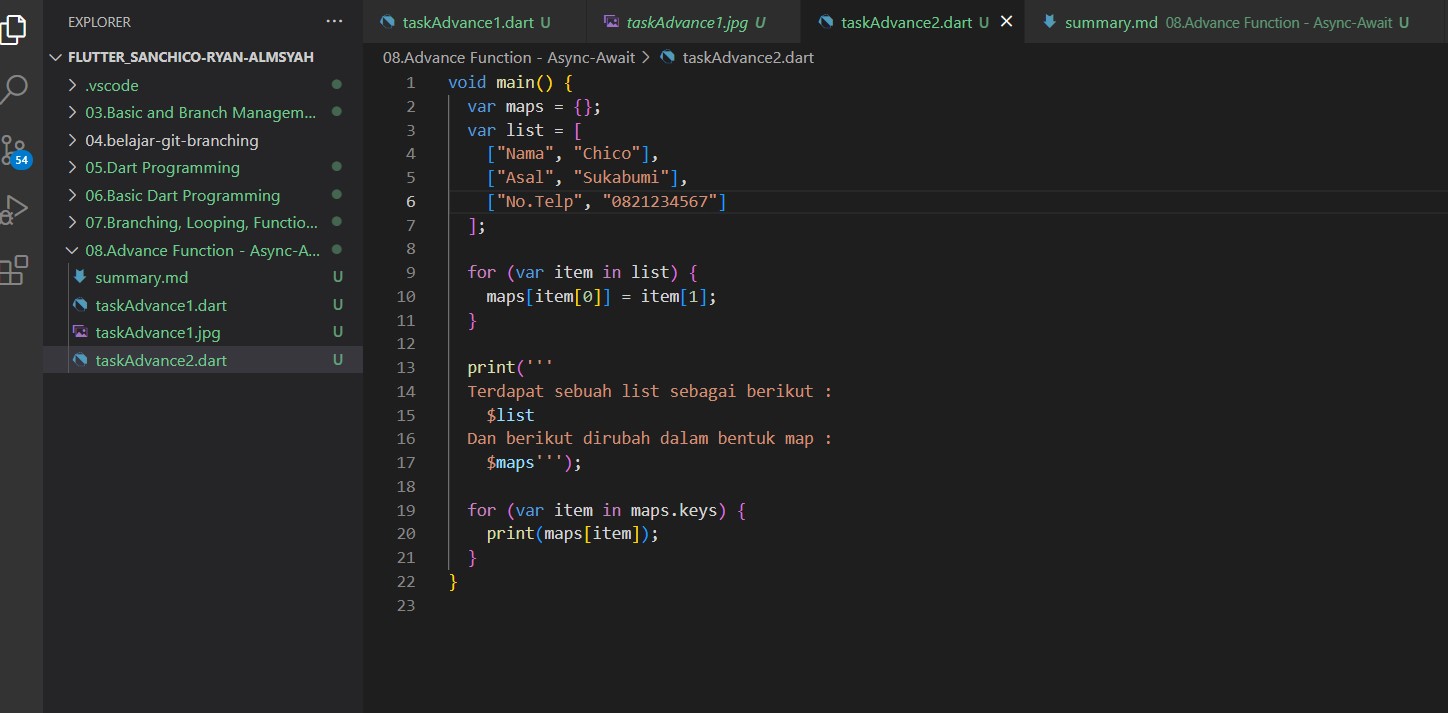 EXPLORER ...
FLUTTER_SANCHICO-RYAN-ALMSYAH
.vscode
03.Basic and Branch Managem...
04.belajar-git-branching
05.Dart Programming
06.Basic Dart Programming
07.Branching, Looping, Functio...
08.Advance Function - Async-A...
summary.md U
taskAdvance1.dart U
taskAdvance1.jpg U
taskAdvance2.dart U
54
taskAdvance1.dart U
taskAdvance1.jpg U
taskAdvance2.dart U
summary.md 08.Advance Function - Async-Await U
08.Advance Function - Async-Await > taskAdvance2.dart
1 void main() {
2   var maps = {};
3   var list = [
4     ["Nama", "Chico"],
5     ["Asal", "Sukabumi"],
6     ["No.Telp", "0821234567"]
7   ];
8
9   for (var item in list) {
10     maps[item[0]] = item[1];
11   }
12
13   print('''
14   Terdapat sebuah list sebagai berikut :
15     $list
16   Dan berikut dirubah dalam bentuk map :
17     $maps''');
18
19   for (var item in maps.keys) {
20     print(maps[item]);
21   }
22 }
23